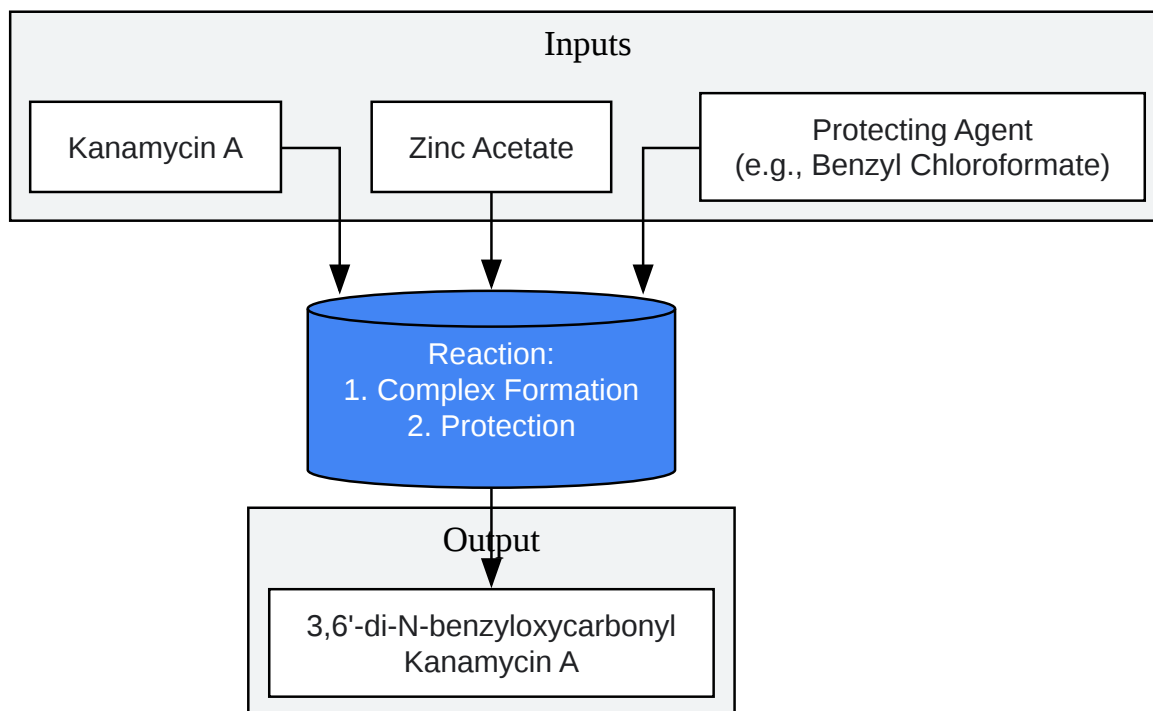 Inputs
Kanamycin A
Zinc Acetate
Protecting Agent
(e.g., Benzyl Chloroformate)
Reaction:
1. Complex Formation
2. Protection
Output
3,6'-di-N-benzyloxycarbonyl
Kanamycin A